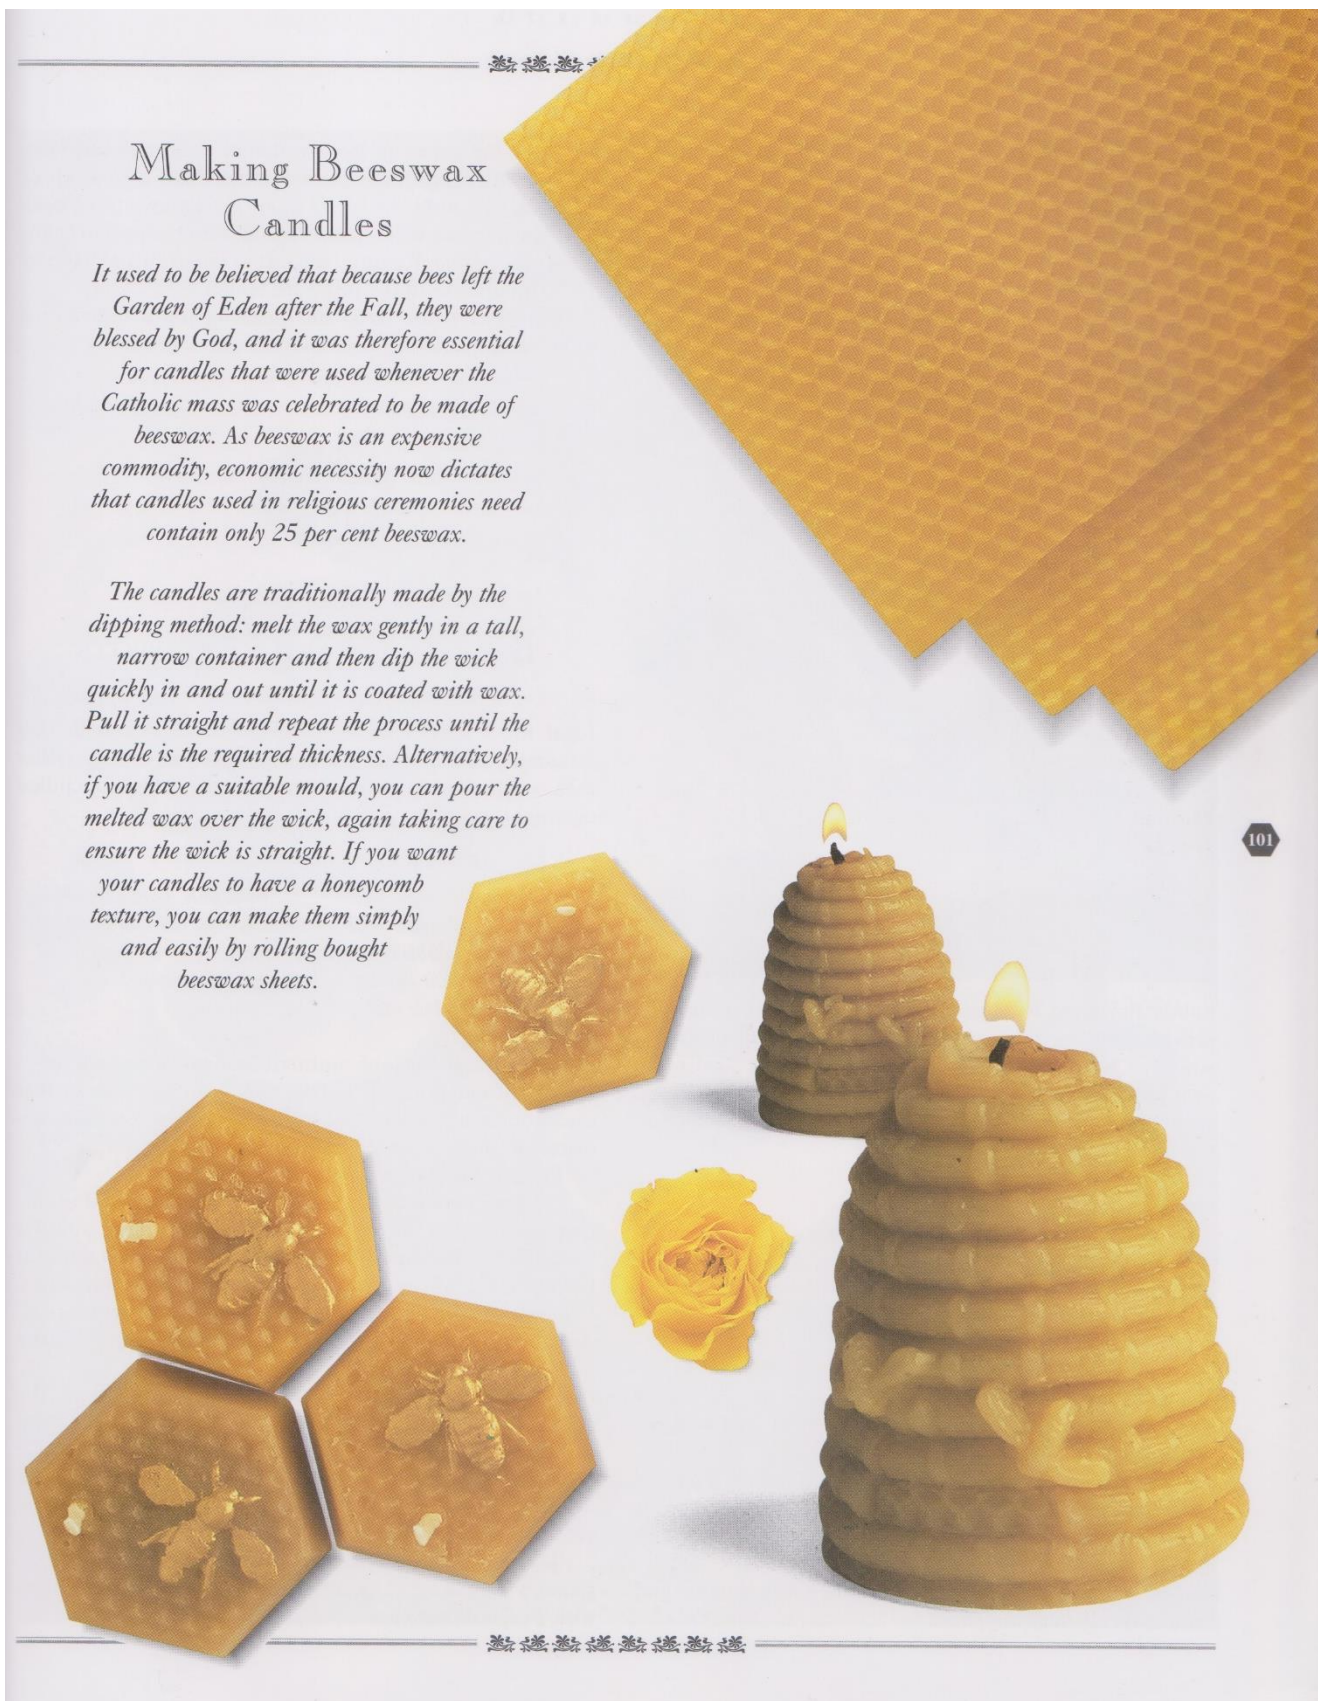 Making Beeswax
Candles
It used to be believed that because bees left the
Garden of Eden after the Fall, they were
blessed by God, and it was therefore essential
for candles that were used whenever the
Catholic mass was celebrated to be made of
beeswax. As beeswax is an expensive
commodity, economic necessity now dictates
that candles used in religious ceremonies need
contain only 25 per cent beeswax.
The candles are traditionally made by the
dipping method: melt the wax gently in a tall,
narrow container and then dip the wick
quickly in and out until it is coated with wax.
Pull it straight and repeat the process until the
candle is the required thickness. Alternatively,
if you have a suitable mould, you can pour the
melted wax over the wick, again taking care to
ensure the wick is straight. If you want
your candles to have a honeycomb
texture, you can make them simply
and easily by rolling bought
beeswax sheets.
101